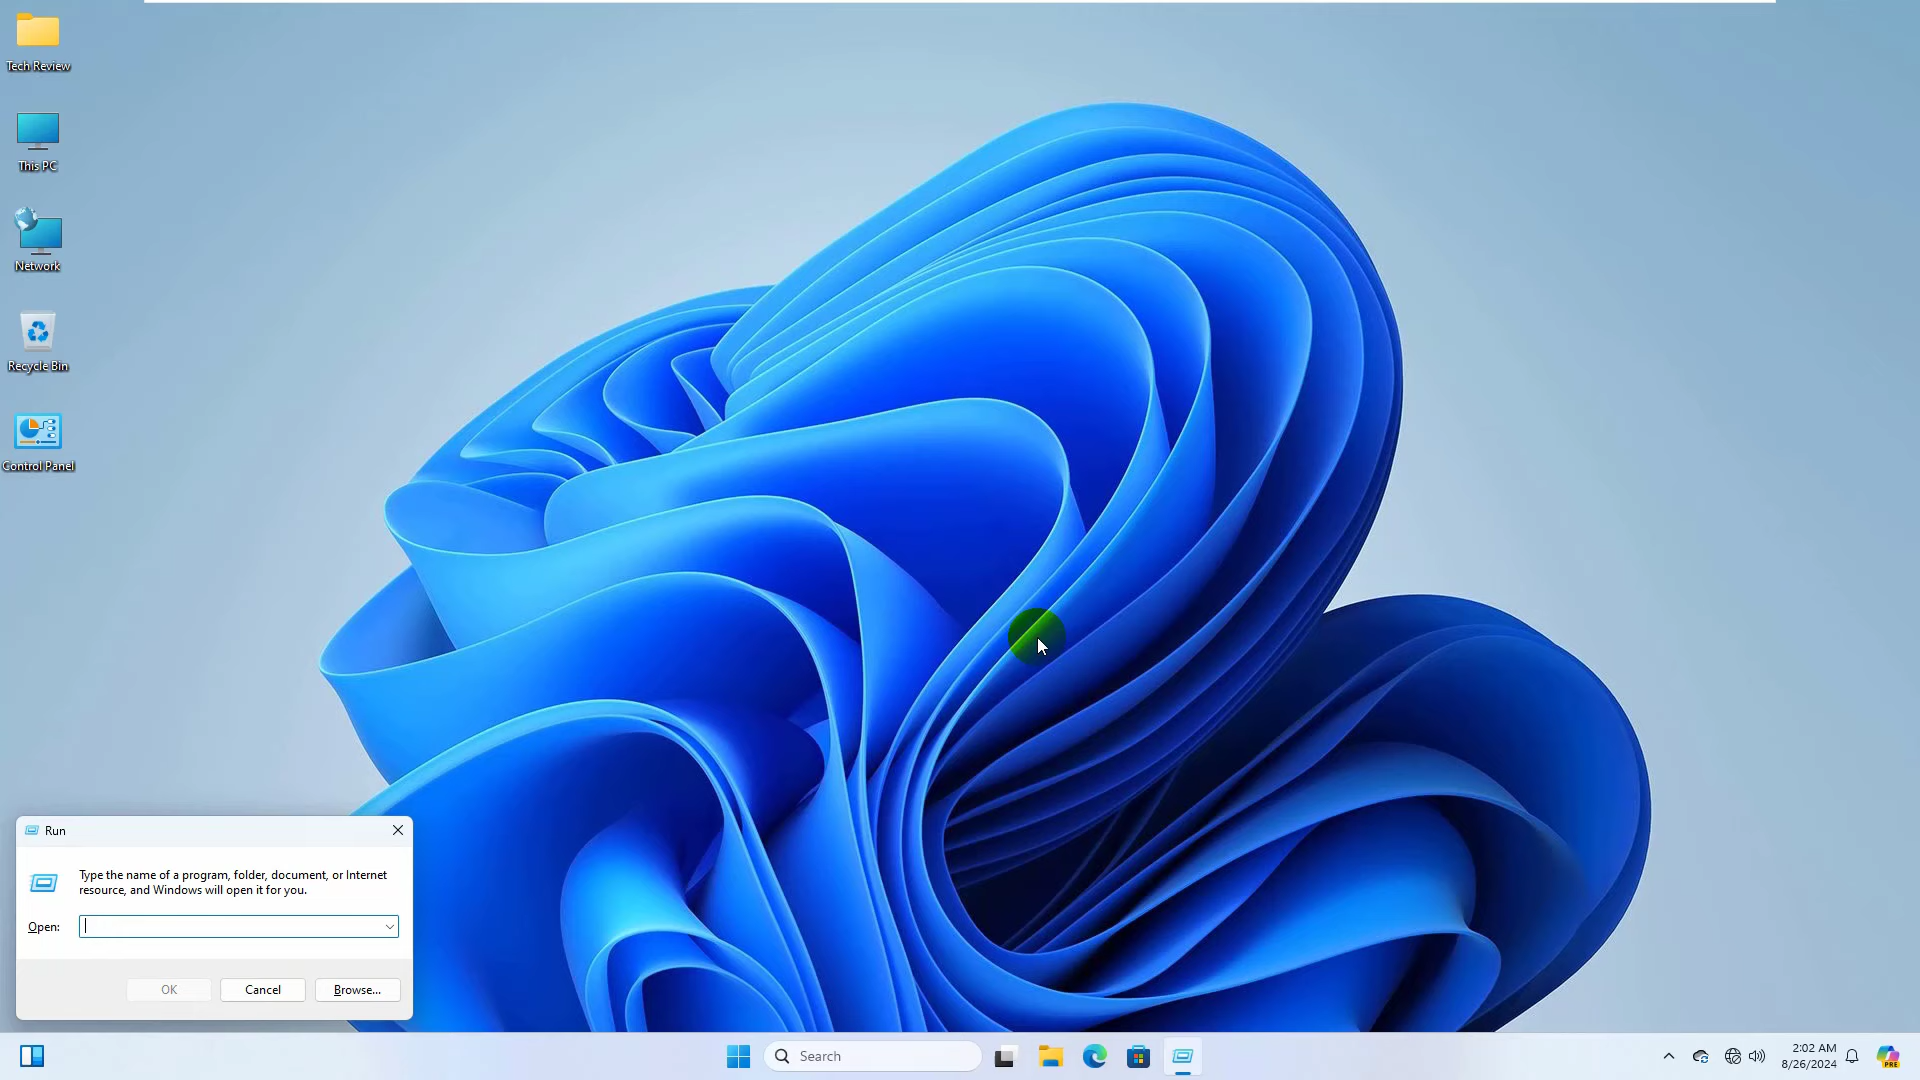 Tech Review
This PC
Network
Recycle Bin
Control Panel
Run
Type the name of a program, folder, document, or Internet
resource, and Windows will open it for you.
Open:
OK
Cancel
Browse...
Search
2:02 AM
8/26/2024
PRE